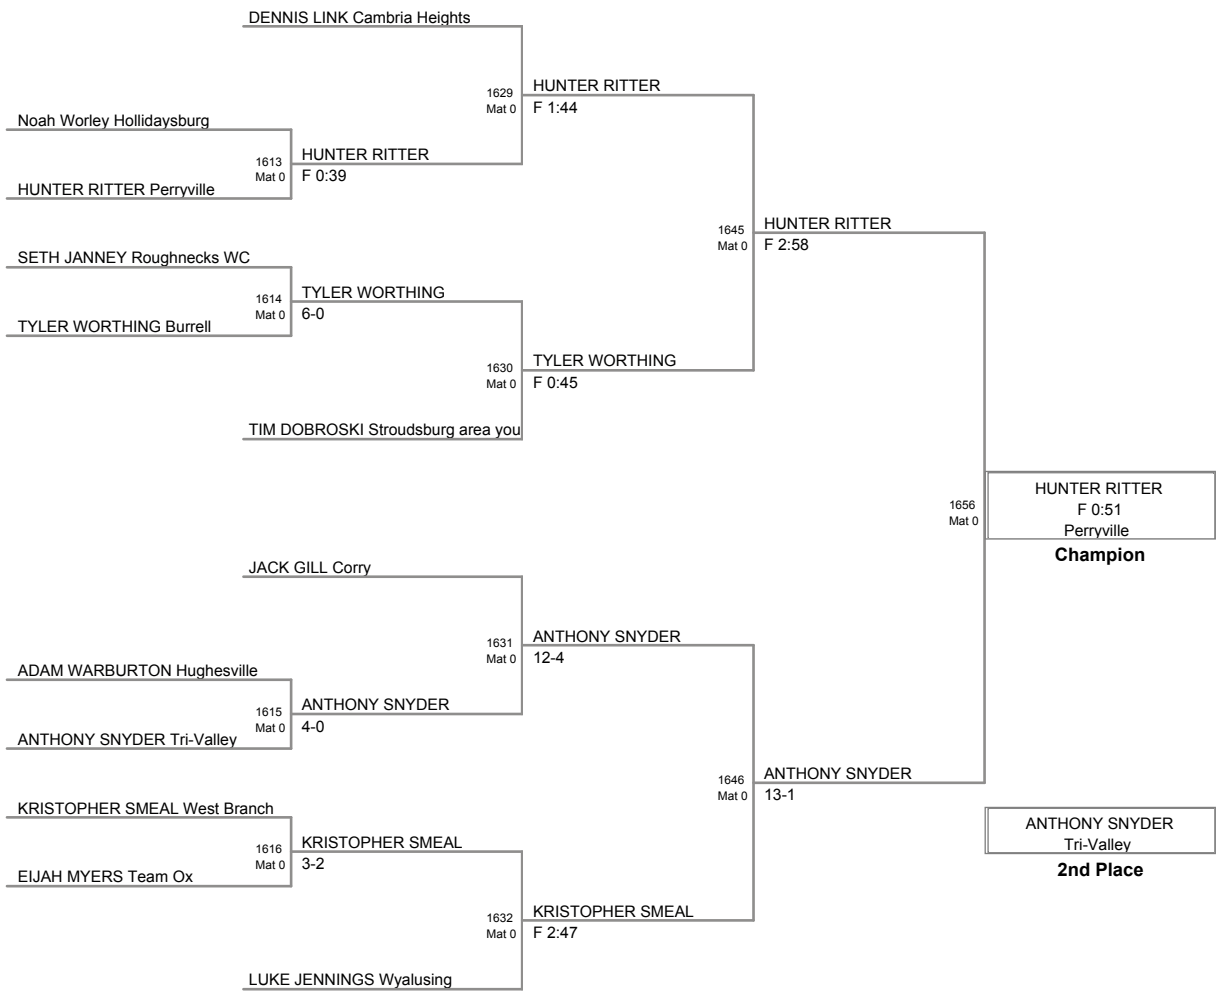 DENNIS LINK Cambria Heights
HUNTER RITTER
1629
Mat 0
F 1:44
Noah Worley Hollidaysburg
HUNTER RITTER
1613
Mat 0
F 0:39
HUNTER RITTER Perryville
HUNTER RITTER
1645
Mat 0
F 2:58
SETH JANNEY Roughnecks WC
TYLER WORTHING
1614
Mat 0
6-0
TYLER WORTHING Burrell
TYLER WORTHING
1630
Mat 0
F 0:45
TIM DOBROSKI Stroudsburg area you
HUNTER RITTER
1656
Mat 0
F 0:51
Perryville
Champion
JACK GILL Corry
ANTHONY SNYDER
1631
Mat 0
12-4
ADAM WARBURTON Hughesville
ANTHONY SNYDER
1615
Mat 0
4-0
ANTHONY SNYDER Tri-Valley
ANTHONY SNYDER
1646
Mat 0
13-1
KRISTOPHER SMEAL West Branch
ANTHONY SNYDER
Tri-Valley
2nd Place
KRISTOPHER SMEAL
1616
Mat 0
3-2
EIJAH MYERS Team Ox
KRISTOPHER SMEAL
1632
Mat 0
F 2:47
LUKE JENNINGS Wyalusing